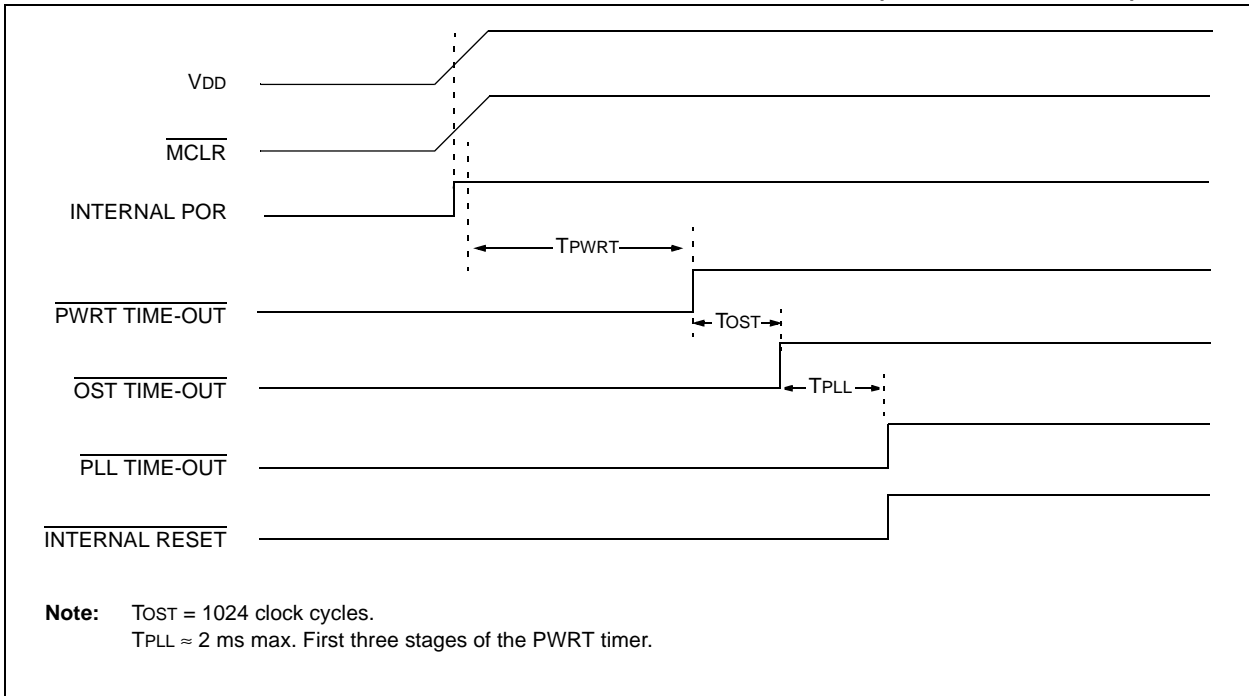 VDD
MCLR
INTERNAL POR
TPWRT
PWRT TIME-OUT
TOST
OST TIME-OUT
TPLL
PLL TIME-OUT
INTERNAL RESET
Note: TOST = 1024 clock cycles.
TPLL ≈ 2 ms max. First three stages of the PWRT timer.